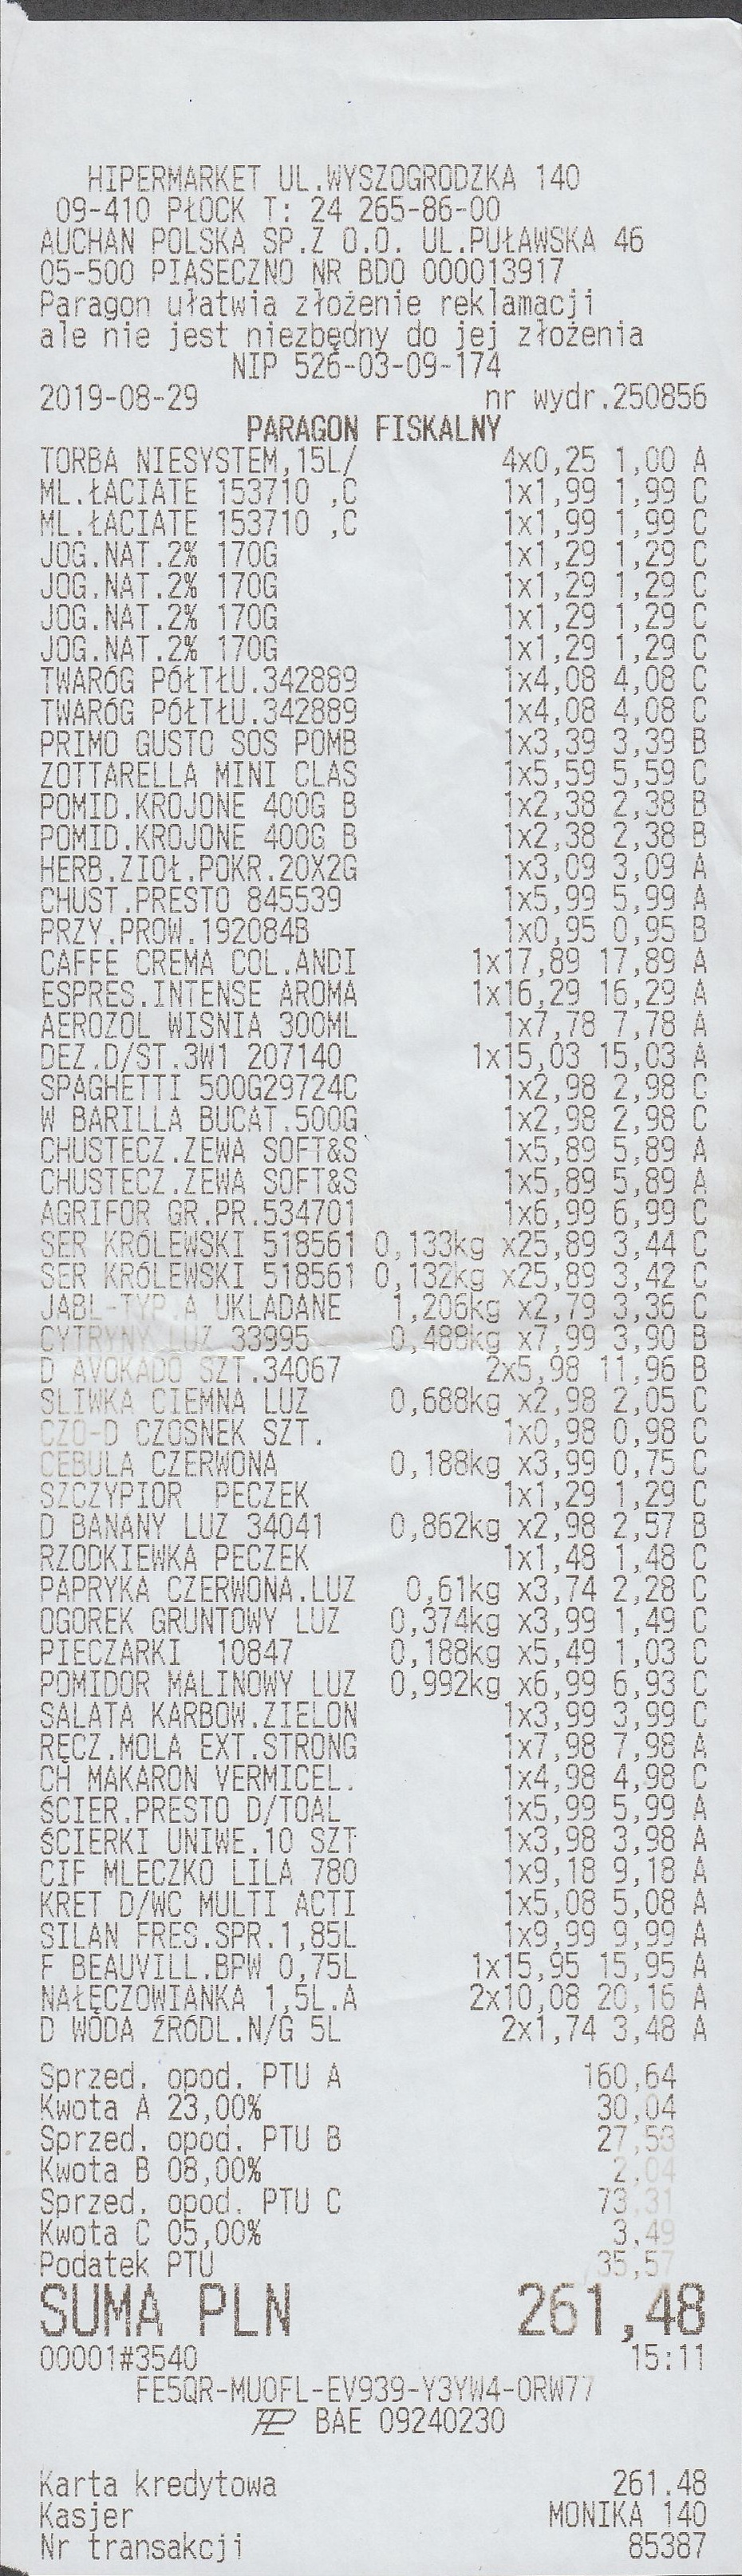 HIPERMARKET UL.WYSZOGRODZKA 140
09-410 PŁOCK T: 24 265-86-00
AUCHAN POLSKA SP.Z O.O. UL.PUŁAWSKA 46
05-500 PIASECZNO NR BDO 000013917
Paragon ułatwia złożenie reklamacji
ale nie jest niezbędny do jej złożenia
NIP 526-03-09-174
2019-08-29 nr wydr.250856
PARAGON FISKALNY
TORBA NIESYSTEM,15L/ 4x0,25 1,00 A
ML.ŁACIATE 153710 ,C 1x1,99 1,99 C
ML.ŁACIATE 153710 ,C 1x1,99 1,99 C
JOG.NAT.2% 170G 1x1,29 1,29 C
JOG.NAT.2% 170G 1x1,29 1,29 C
JOG.NAT.2% 170G 1x1,29 1,29 C
JOG.NAT.2% 170G 1x1,29 1,29 C
TWARÓG PÓŁTŁU.342889 1x4,08 4,08 C
TWARÓG PÓŁTŁU.342889 1x4,08 4,08 C
PRIMO GUSTO SOS POMB 1x3,39 3,39 B
ZOTTARELLA MINI CLAS 1x5,59 5,59 C
POMID.KROJONE 400G B 1x2,38 2,38 B
POMID.KROJONE 400G B 1x2,38 2,38 B
HERB.ZIOŁ.POKR.20X2G 1x3,09 3,09 A
CHUST.PRESTO 845539 1x5,99 5,99 A
PRZY.PROW.192084B 1x0,95 0,95 B
CAFFE CREMA COL.ANDI 1x17,89 17,89 A
ESPRES.INTENSE AROMA 1x16,29 16,29 A
AEROZOL WISNIA 300ML 1x7,78 7,78 A
DEZ.D/ST.3W1 207140 1x15,03 15,03 A
SPAGHETTI 500G29724C 1x2,98 2,98 C
W BARILLA BUCAT.500G 1x2,98 2,98 C
CHUSTECZ.ZEWA SOFT&S 1x5,89 5,89 A
CHUSTECZ.ZEWA SOFT&S 1x5,89 5,89 A
AGRIFOR GR.PR.534701 1x6,99 6,99 C
SER KRÓLEWSKI 518561 0,133kg x25,89 3,44 C
SER KRÓLEWSKI 518561 0,132kg x25,89 3,42 C
JABL-TYP.A UKLADANE 1,206kg x2,79 3,36 C
CYTRYNY LUZ 33995 0,488kg x7,99 3,90 B
D AVOKADO SZT.34067 2x5,98 11,96 B
SLIWKA CIEMNA LUZ 0,688kg x2,98 2,05 C
CZO-D CZOSNEK SZT. 1x0,98 0,98 C
CEBULA CZERWONA 0,188kg x3,99 0,75 C
SZCZYPIOR PECZEK 1x1,29 1,29 C
D BANANY LUZ 34041 0,862kg x2,98 2,57 B
RZODKIEWKA PECZEK 1x1,48 1,48 C
PAPRYKA CZERWONA.LUZ 0,61kg x3,74 2,28 C
OGOREK GRUNTOWY LUZ 0,374kg x3,99 1,49 C
PIECZARKI 10847 0,188kg x5,49 1,03 C
POMIDOR MALINOWY LUZ 0,992kg x6,99 6,93 C
SALATA KARBOW.ZIELON 1x3,99 3,99 C
RĘCZ.MOLA EXT.STRONG 1x7,98 7,98 A
CH MAKARON VERMICEL. 1x4,98 4,98 C
ŚCIER.PRESTO D/TOAL 1x5,99 5,99 A
ŚCIERKI UNIWE.10 SZT 1x3,98 3,98 A
CIF MLECZKO LILA 780 1x9,18 9,18 A
KRET D/WC MULTI ACTI 1x5,08 5,08 A
SILAN FRES.SPR.1,85L 1x9,99 9,99 A
F BEAUVILL.BPW 0,75L 1x15,95 15,95 A
NAŁĘCZOWIANKA 1,5L.A 2x10,08 20,16 A
D WÓDA ŹRÓDL.N/G 5L 2x1,74 3,48 A
Sprzed. opod. PTU A 160,64
Kwota A 23,00% 30,04
Sprzed. opod. PTU B 27,53
Kwota B 08,00% 2,04
Sprzed. opod. PTU C 73,31
Kwota C 05,00% 3,49
Podatek PTU 35,57
SUMA PLN 261,48
00001#3540 15:11
FE5QR-MUOFL-EV939-Y3YW4-ORW77
BAE 09240230
Karta kredytowa 261.48
Kasjer MONIKA 140
Nr transakcji 85387